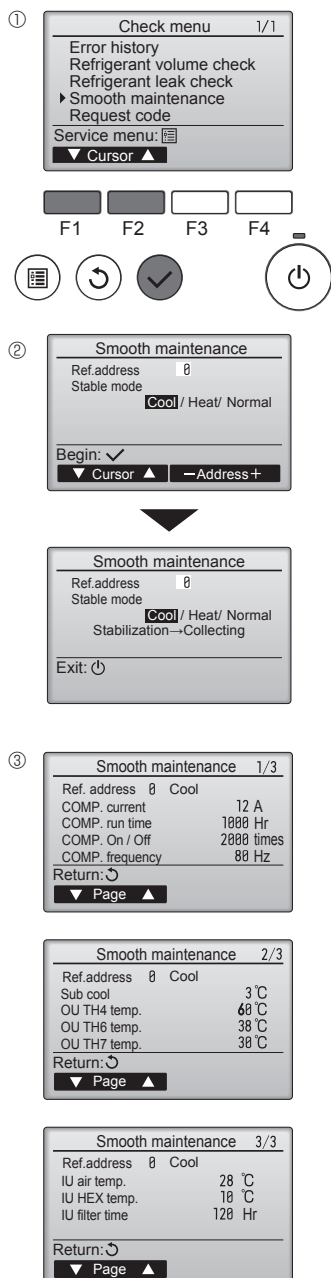 ①
Check menu 1/1
Error history
Refrigerant volume check
Refrigerant leak check
Smooth maintenance
Request code
Service menu:
▼ Cursor ▲
F1 F2 F3 F4
②
Smooth maintenance
Ref.address 0
Stable mode
Cool / Heat/ Normal
Begin: ✓
▼ Cursor ▲ −Address+
Smooth maintenance
Ref.address 0
Stable mode
Cool / Heat/ Normal
Stabilization→Collecting
Exit:
③
Smooth maintenance 1/3
Ref. address 0 Cool
COMP. current 12 A
COMP. run time 1000 Hr
COMP. On / Off 2000 times
COMP. frequency 80 Hz
Return:
▼ Page ▲
Smooth maintenance 2/3
Ref.address 0 Cool
Sub cool 3 ℃
OU TH4 temp. 60 ℃
OU TH6 temp. 38 ℃
OU TH7 temp. 30 ℃
Return:
▼ Page ▲
Smooth maintenance 3/3
Ref.address 0 Cool
IU air temp. 28 ℃
IU HEX temp. 10 ℃
IU filter time 120 Hr
Return:
▼ Page ▲